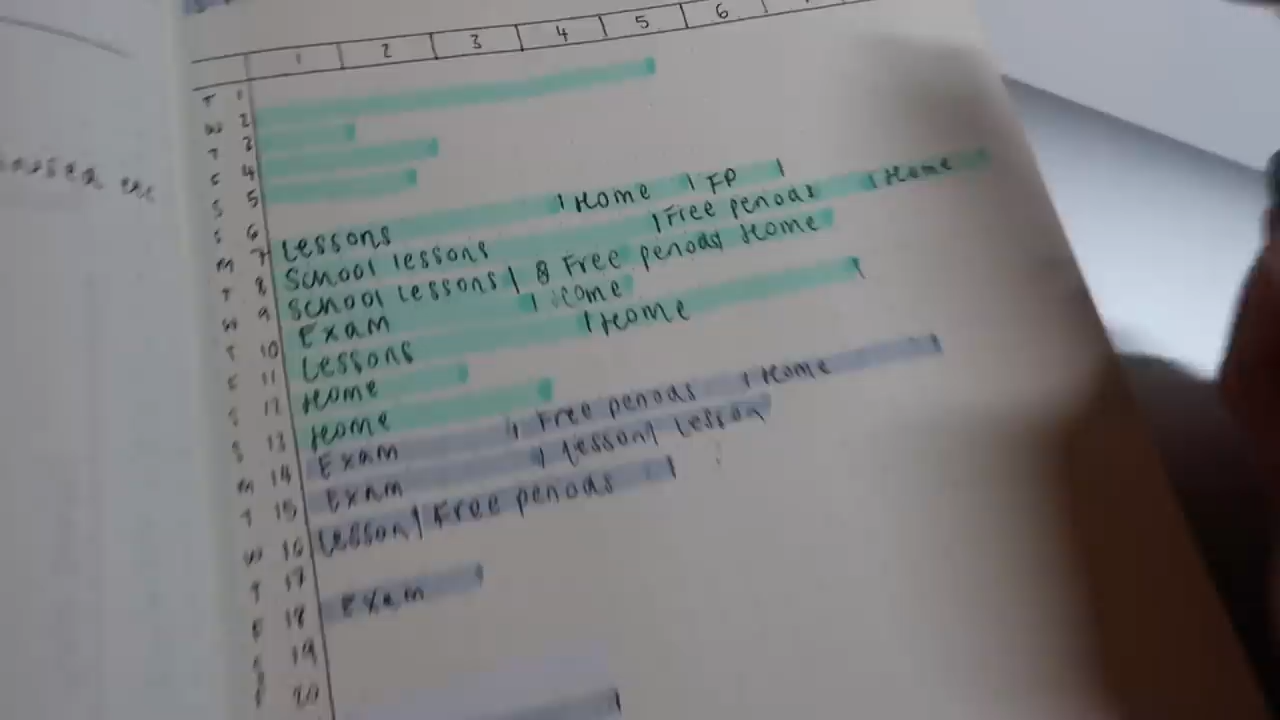 1 2 3 4 5 6
T 1
W 2
T 3
F 4
S 5
S 6 Lessons | Home | FP |
M 7 School lessons | Free periods | Home
T 8 School lessons | 8 Free periods Home
W 9 Exam | Home
T 10 Lessons | Home
F 11 Home
S 12 Home
S 13 Exam | Free periods | Home
M 14 Exam | Lesson | Lesson
T 15 Lesson | Free periods
W 16
T 17 Exam
F 18
S 19
S 20